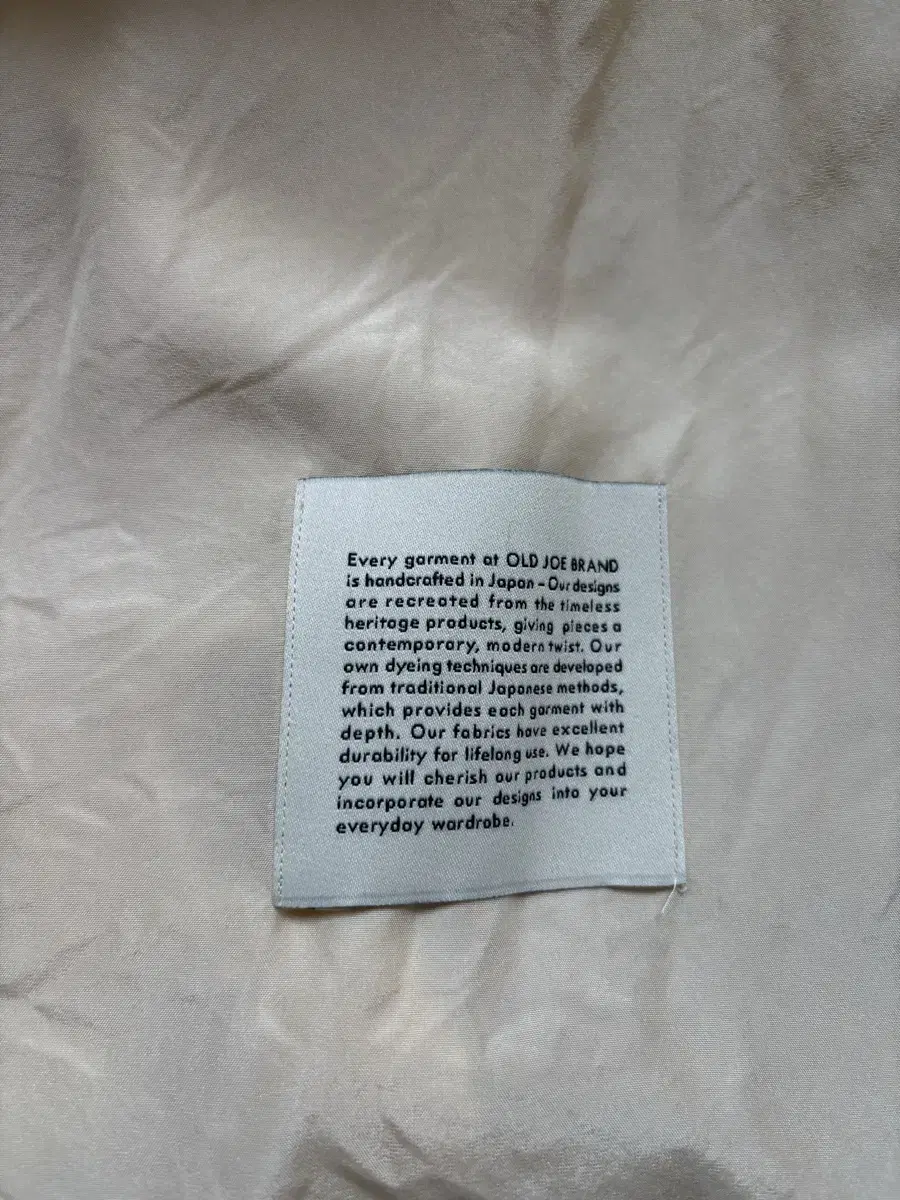 Every garment at OLD JOE BRAND
is handcrafted in Japan - Our designs
are recreated from the timeless
heritage products, giving pieces a
contemporary, modern twist. Our
own dyeing techniques are developed
from traditional Japanese methods,
which provides each garment with
depth. Our fabrics have excellent
durability for lifelong use. We hope
you will cherish our products and
incorporate our designs into your
everyday wardrobe.